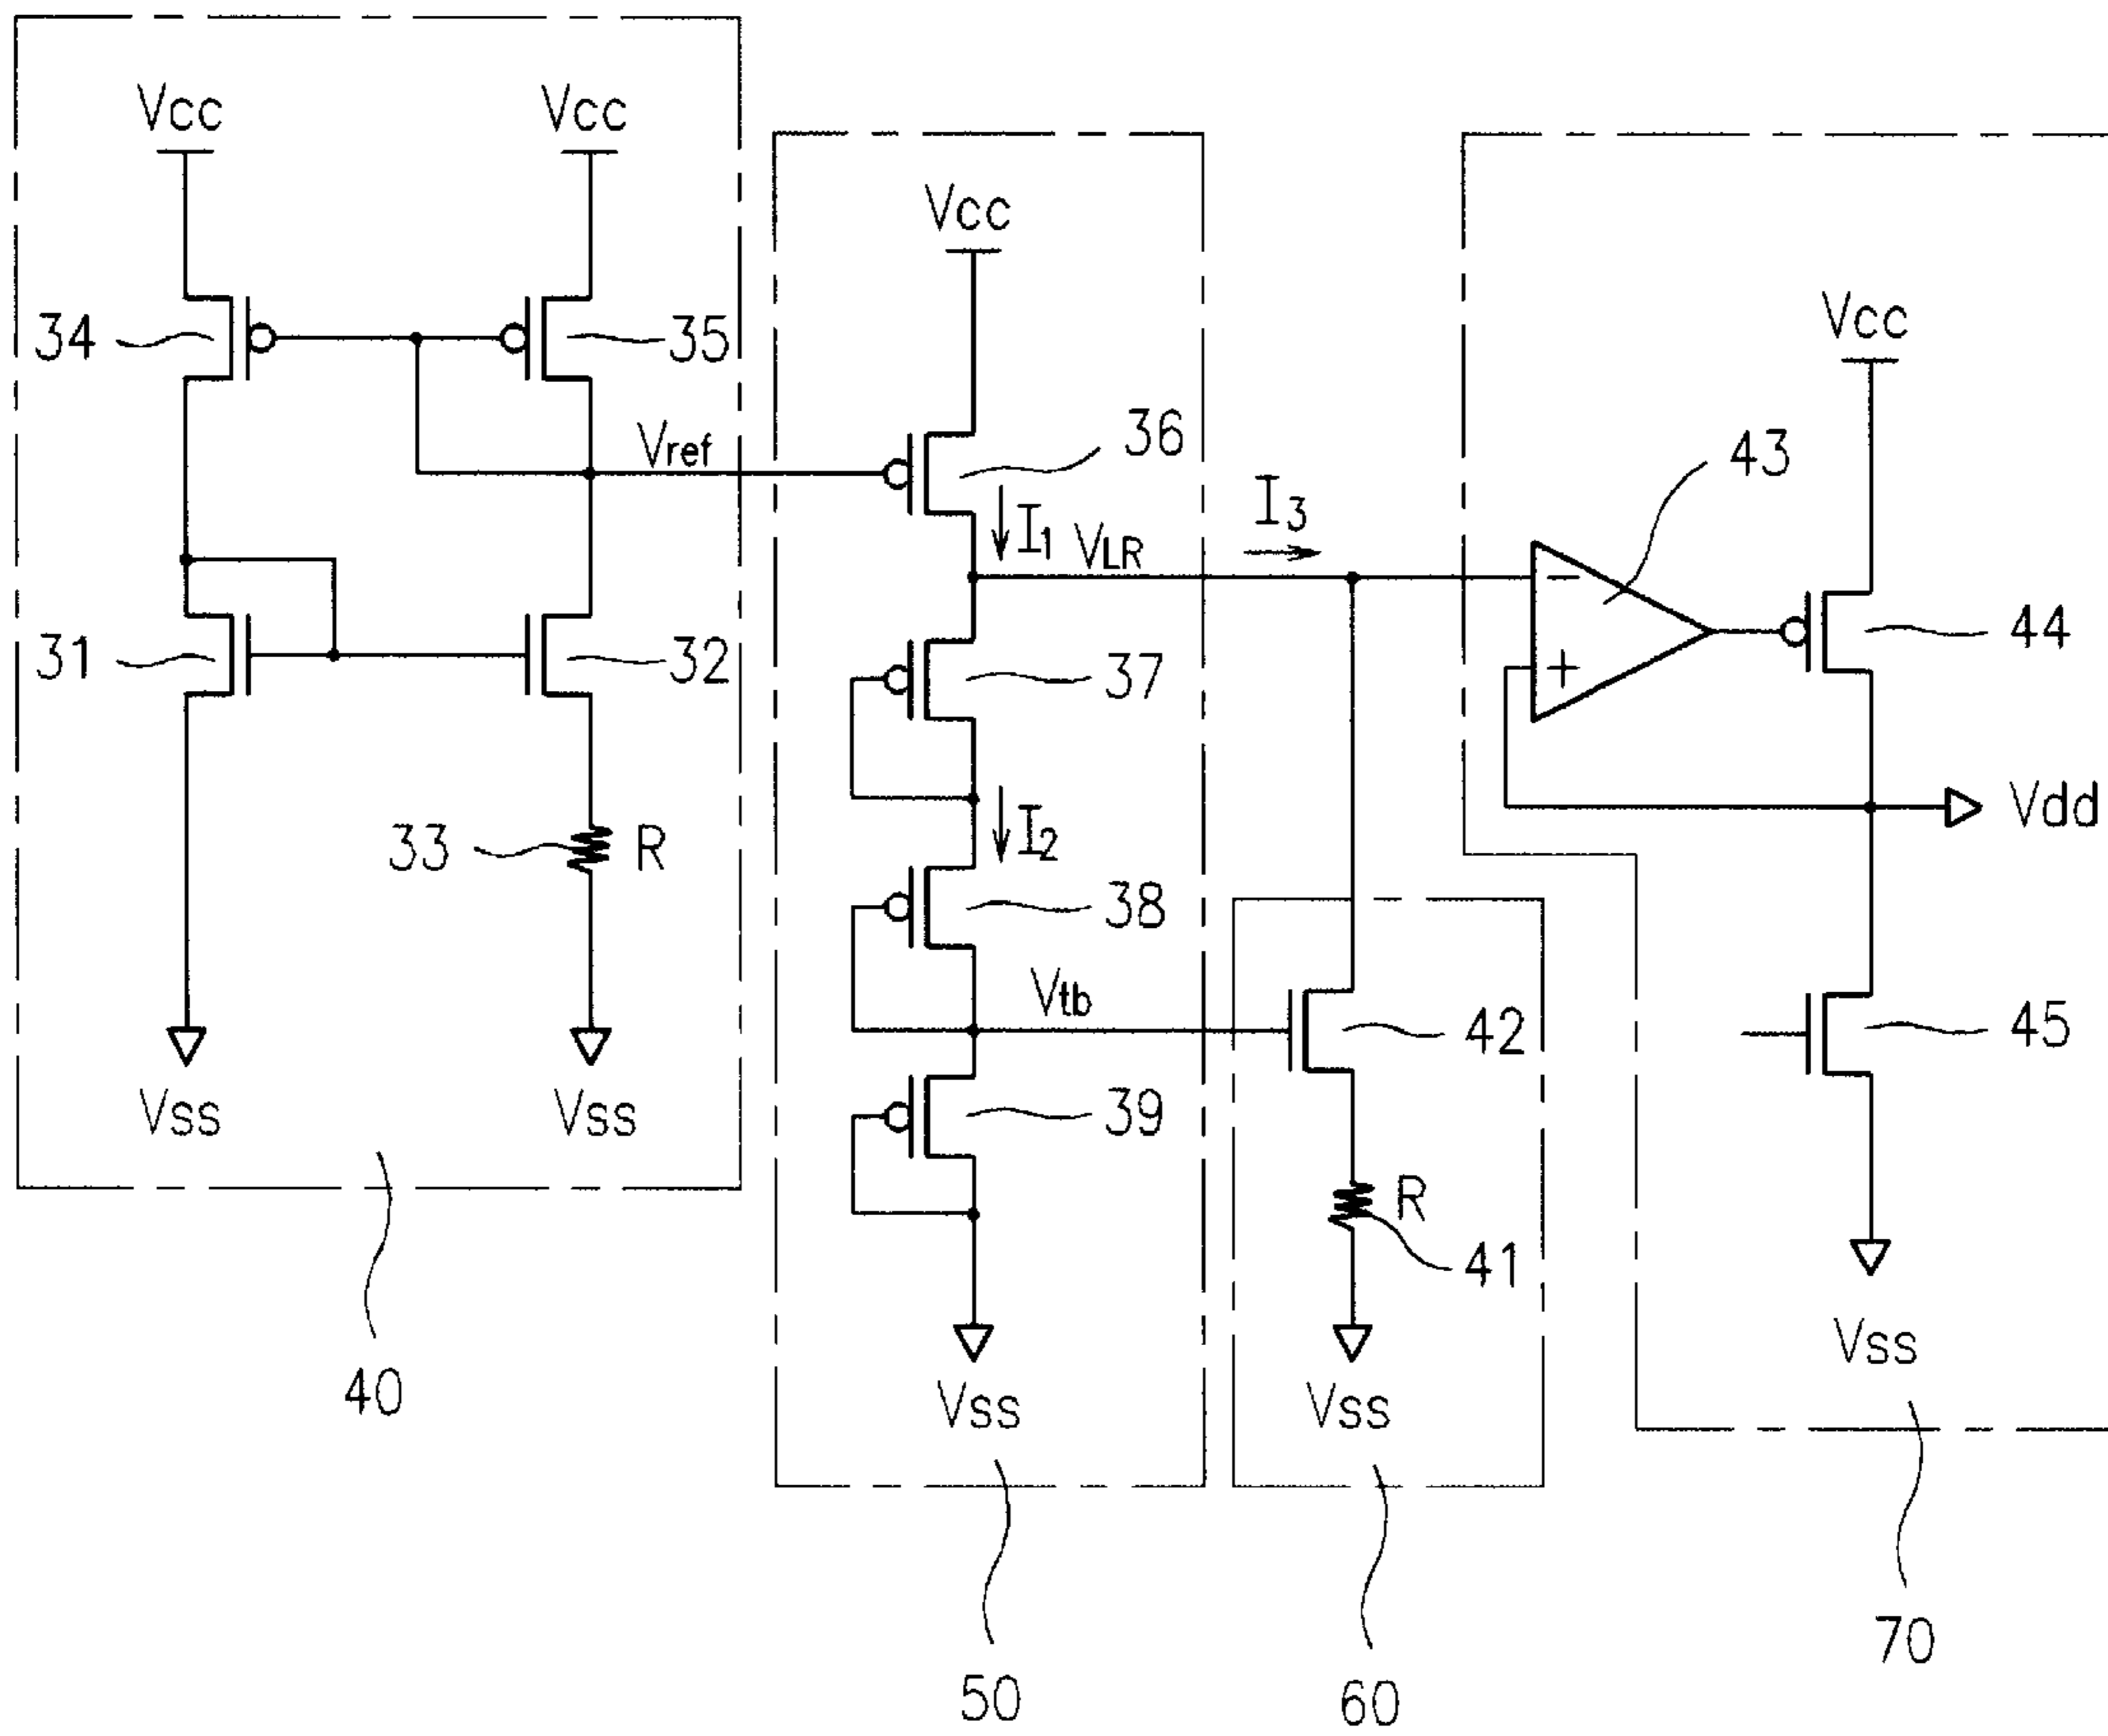 Vcc
Vcc
Vcc
Vcc
34
35
Vref
36
43
I3
I1
VLR
−
+
44
31
32
37
33
R
I2
Vdd
38
Vtb
42
45
39
Vss
Vss
R
41
Vss
40
Vss
Vss
50
60
70